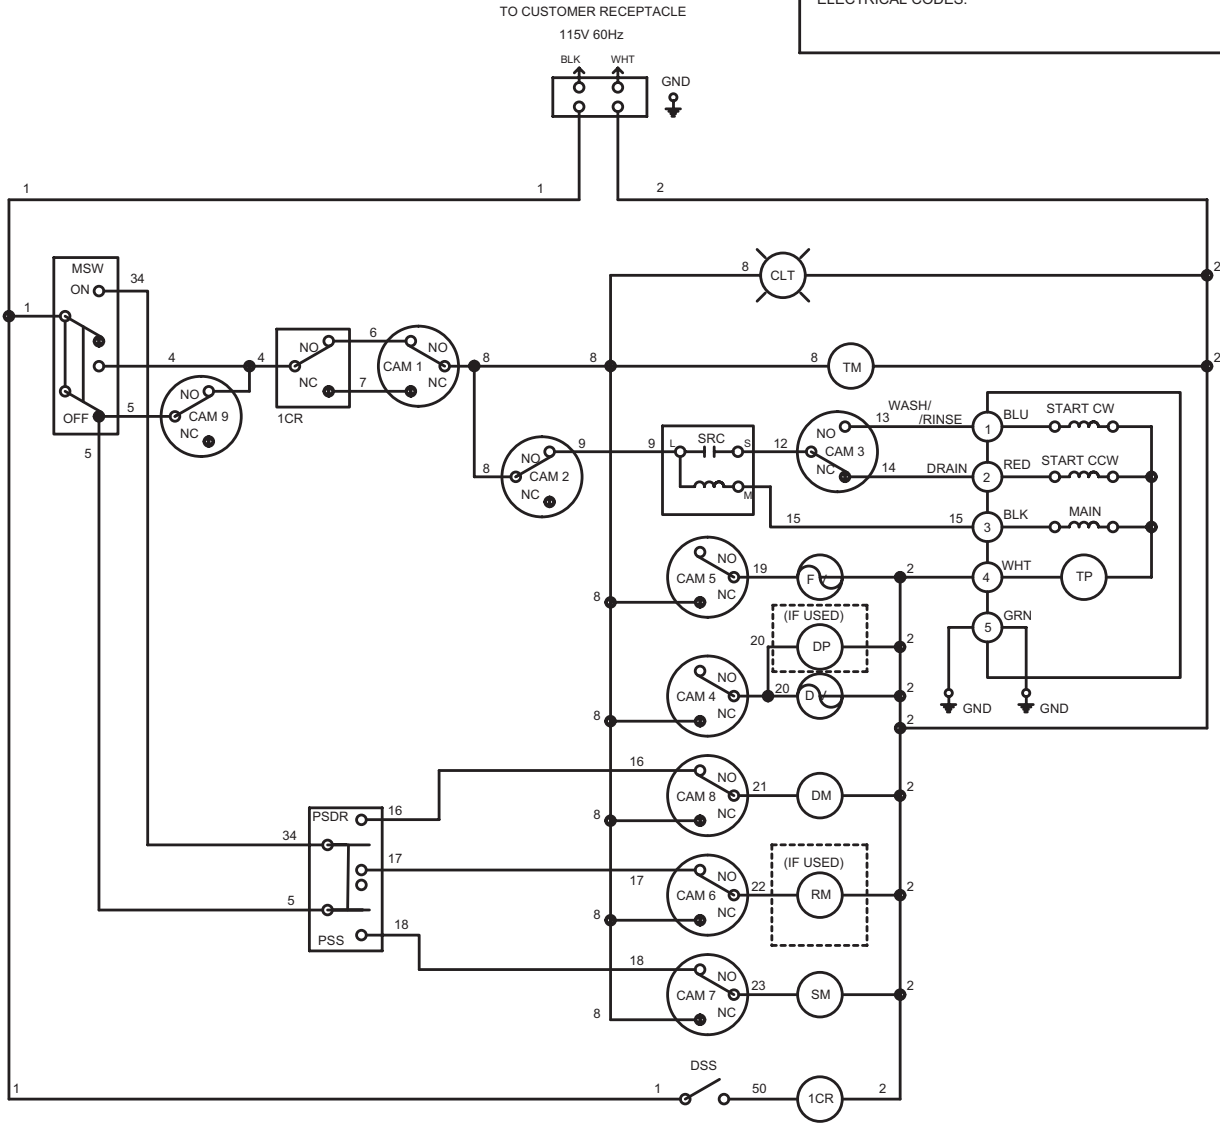 ELECTRICAL CODES.
TO CUSTOMER RECEPTACLE
115V 60Hz
BLK WHT
GND
1 1 2
MSW
ON 34
8 CLT 2
1
4 4
NO 6 NO
8 8 8 TM 2
CAM 1
NC 7 NC
1CR
OFF 5
NO
CAM 9
NC
5
WASH/
13 /RINSE 1 BLU START CW
9 9 L SRC S 12 NO
CAM 3
NC 14 DRAIN 2 RED START CCW
8 NO
CAM 2
NC
M
15 15 3 BLK MAIN
NO
CAM 5 19 F V 2 4 WHT TP
NC
8
(IF USED)
20 DP 2
5 GRN
NO
CAM 4 20 D V 2
NC
GND GND
8 2
16 NO
CAM 8 21 DM 2
NC
8
PSDR 16
34
17
(IF USED)
17 NO
CAM 6 22 RM 2
NC
5
8
PSS 18
18 NO
CAM 7 23 SM 2
NC
8
DSS
1 1 50 1CR 2